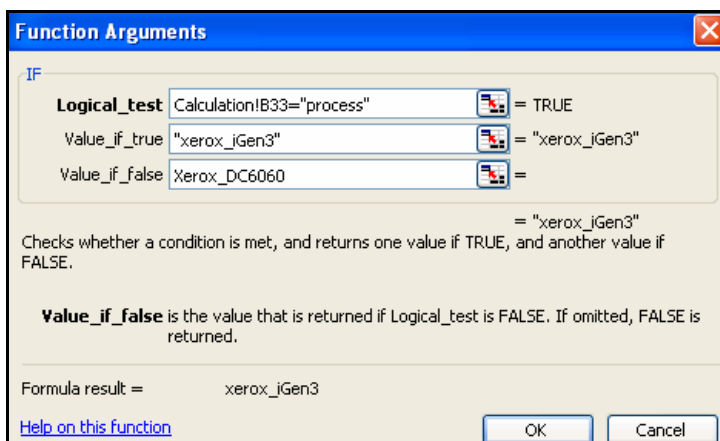 Function Arguments
IF
Logical_test Calculation!B33="process" = TRUE
Value_if_true "xerox_iGen3" = "xerox_iGen3"
Value_if_false Xerox_DC6060 =
= "xerox_iGen3"
Checks whether a condition is met, and returns one value if TRUE, and another value if
FALSE.
Value_if_false is the value that is returned if Logical_test is FALSE. If omitted, FALSE is
returned.
Formula result = xerox_iGen3
Help on this function OK Cancel